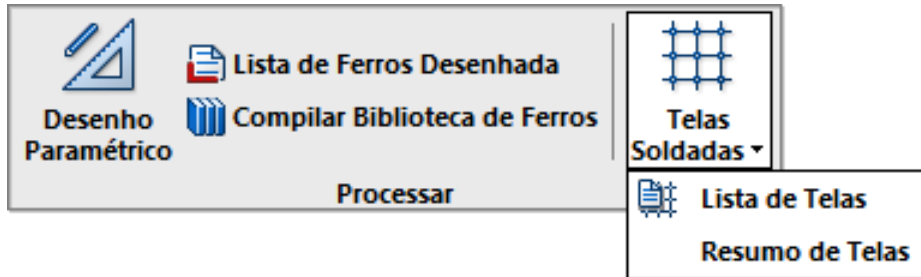 Desenho
Paramétrico
Lista de Ferros Desenhada
Compilar Biblioteca de Ferros
Telas
Soldadas
Processar
Lista de Telas
Resumo de Telas